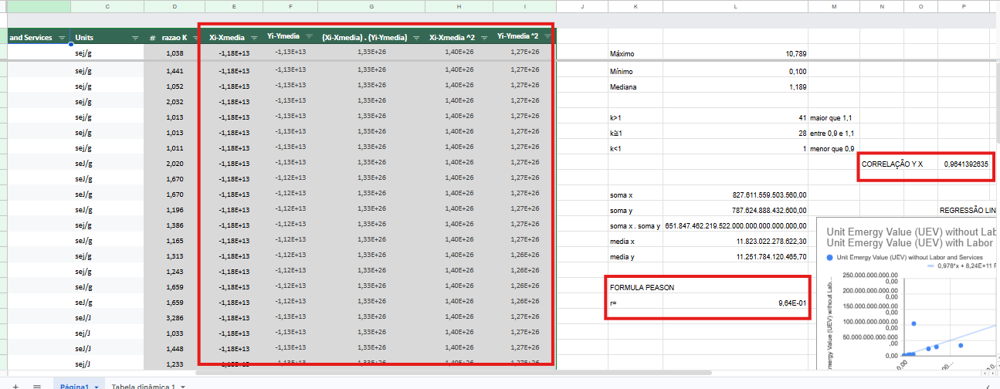 C D E F G H I J K L M N O P
and Services Units # razao K Xi-Xmedia Yi-Ymedia (Xi-Xmedia) . (Yi-Ymedia) Xi-Xmedia ^2 Yi-Ymedia ^2
sej/g 1,038 -1,18E+13 -1,13E+13 1,33E+26 1,40E+26 1,27E+26 Máximo 10,789
sej/g 1,441 -1,18E+13 -1,13E+13 1,33E+26 1,40E+26 1,27E+26 Mínimo 0,100
sej/g 1,052 -1,18E+13 -1,13E+13 1,33E+26 1,40E+26 1,27E+26 Mediana 1,189
sej/g 2,032 -1,18E+13 -1,13E+13 1,33E+26 1,40E+26 1,27E+26
sej/g 1,013 -1,18E+13 -1,13E+13 1,33E+26 1,40E+26 1,27E+26 k>1 41 maior que 1,1
sej/g 1,013 -1,18E+13 -1,13E+13 1,33E+26 1,40E+26 1,27E+26 k≅1 28 entre 0,9 e 1,1
sej/g 1,011 -1,18E+13 -1,13E+13 1,33E+26 1,40E+26 1,27E+26 k<1 1 menor que 0,9
seJ/g 2,020 -1,18E+13 -1,13E+13 1,33E+26 1,40E+26 1,27E+26 CORRELAÇÃO Y X 0,9641392635
seJ/g 1,670 -1,18E+13 -1,12E+13 1,33E+26 1,40E+26 1,27E+26
seJ/g 1,670 -1,18E+13 -1,12E+13 1,33E+26 1,40E+26 1,27E+26 soma x 827.611.559.503.560,00
seJ/g 1,196 -1,18E+13 -1,12E+13 1,33E+26 1,40E+26 1,27E+26 soma y 787.624.888.432.600,00 REGRESSÃO LIN
sej/g 1,386 -1,18E+13 -1,12E+13 1,33E+26 1,40E+26 1,27E+26 soma x . soma y 651.847.462.219.522.000.000.000.000.000,00
seJ/g 1,165 -1,18E+13 -1,12E+13 1,33E+26 1,40E+26 1,27E+26 media x 11.823.022.278.622,30
sej/g 1,313 -1,18E+13 -1,12E+13 1,33E+26 1,40E+26 1,26E+26 media y 11.251.784.120.465,70
sej/g 1,243 -1,18E+13 -1,12E+13 1,33E+26 1,40E+26 1,26E+26
seJ/g 1,659 -1,18E+13 -1,12E+13 1,33E+26 1,40E+26 1,26E+26 FORMULA PEASON
seJ/g 1,659 -1,18E+13 -1,12E+13 1,33E+26 1,40E+26 1,26E+26 r= 9,64E-01
seJ/J 3,286 -1,18E+13 -1,13E+13 1,33E+26 1,40E+26 1,27E+26
sej/J 1,033 -1,18E+13 -1,13E+13 1,33E+26 1,40E+26 1,27E+26
seJ/J 1,448 -1,18E+13 -1,13E+13 1,33E+26 1,40E+26 1,27E+26
sej/J 1,233
Unit Emergy Value (UEV) without Lab
Unit Emergy Value (UEV) with Labor
Unit Emergy Value (UEV) without Labor and Services
0,978*x + 8,24E+11
250.000.000.000.00
0,00
200.000.000.000.00
0,00
150.000.000.000.00
0,00
100.000.000.000.00
0,00
50.000.000.000.000
,00
0,00
0,00
Página1 Tabela dinâmica 1